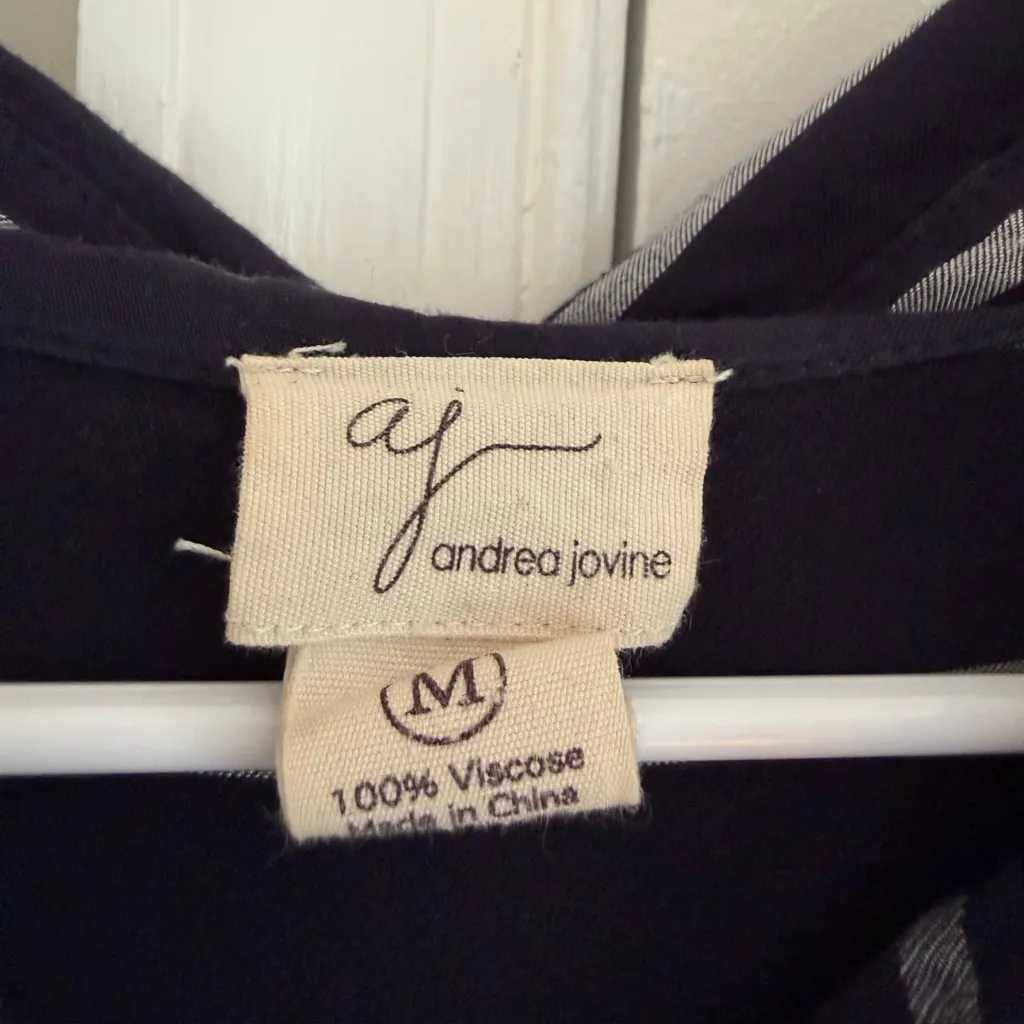 aj
andrea jovine
M
100% Viscose
Made in China